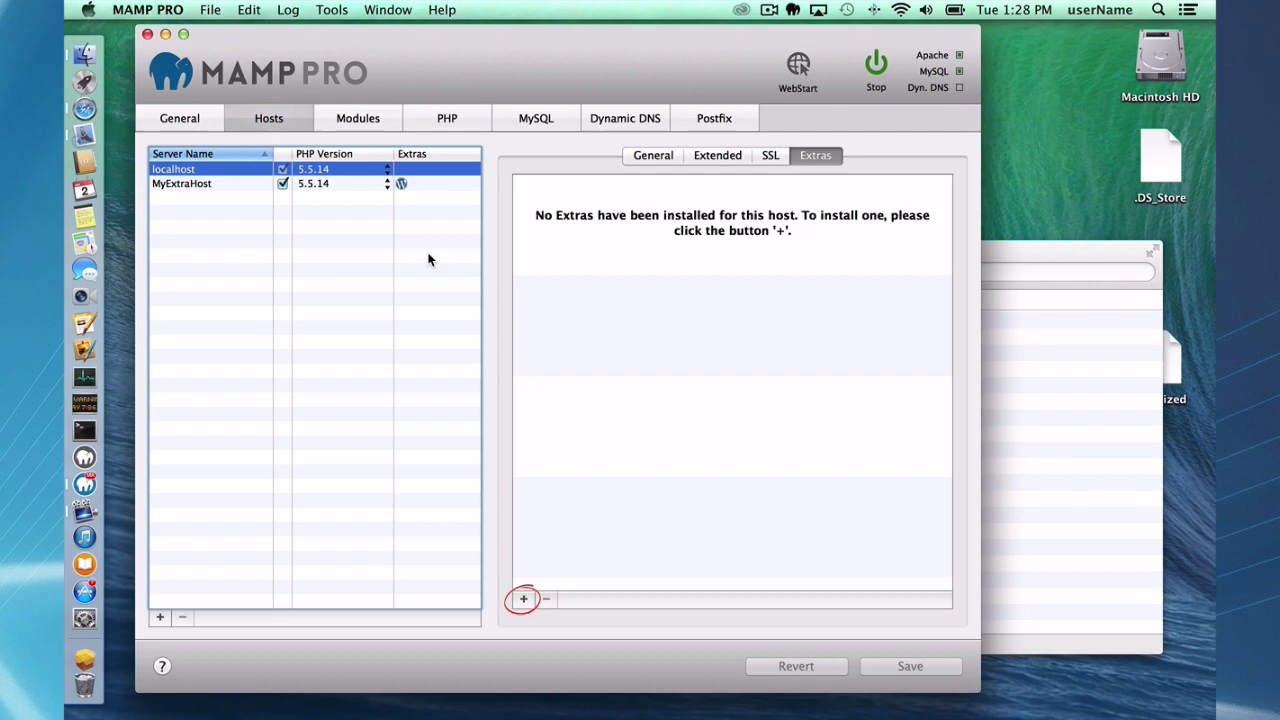 MAMP PRO File Edit Log Tools Window Help Tue 1:28 PM userName
MAMP PRO
WebStart
Stop
Apache
MySQL
Dyn. DNS
General Hosts Modules PHP MySQL Dynamic DNS Postfix
Server Name PHP Version Extras
localhost 5.5.14
MyExtraHost 5.5.14
General Extended SSL Extras
No Extras have been installed for this host. To install one, please
click the button '+'.
+ −
+ −
? Revert Save
Macintosh HD
.DS_Store
ized